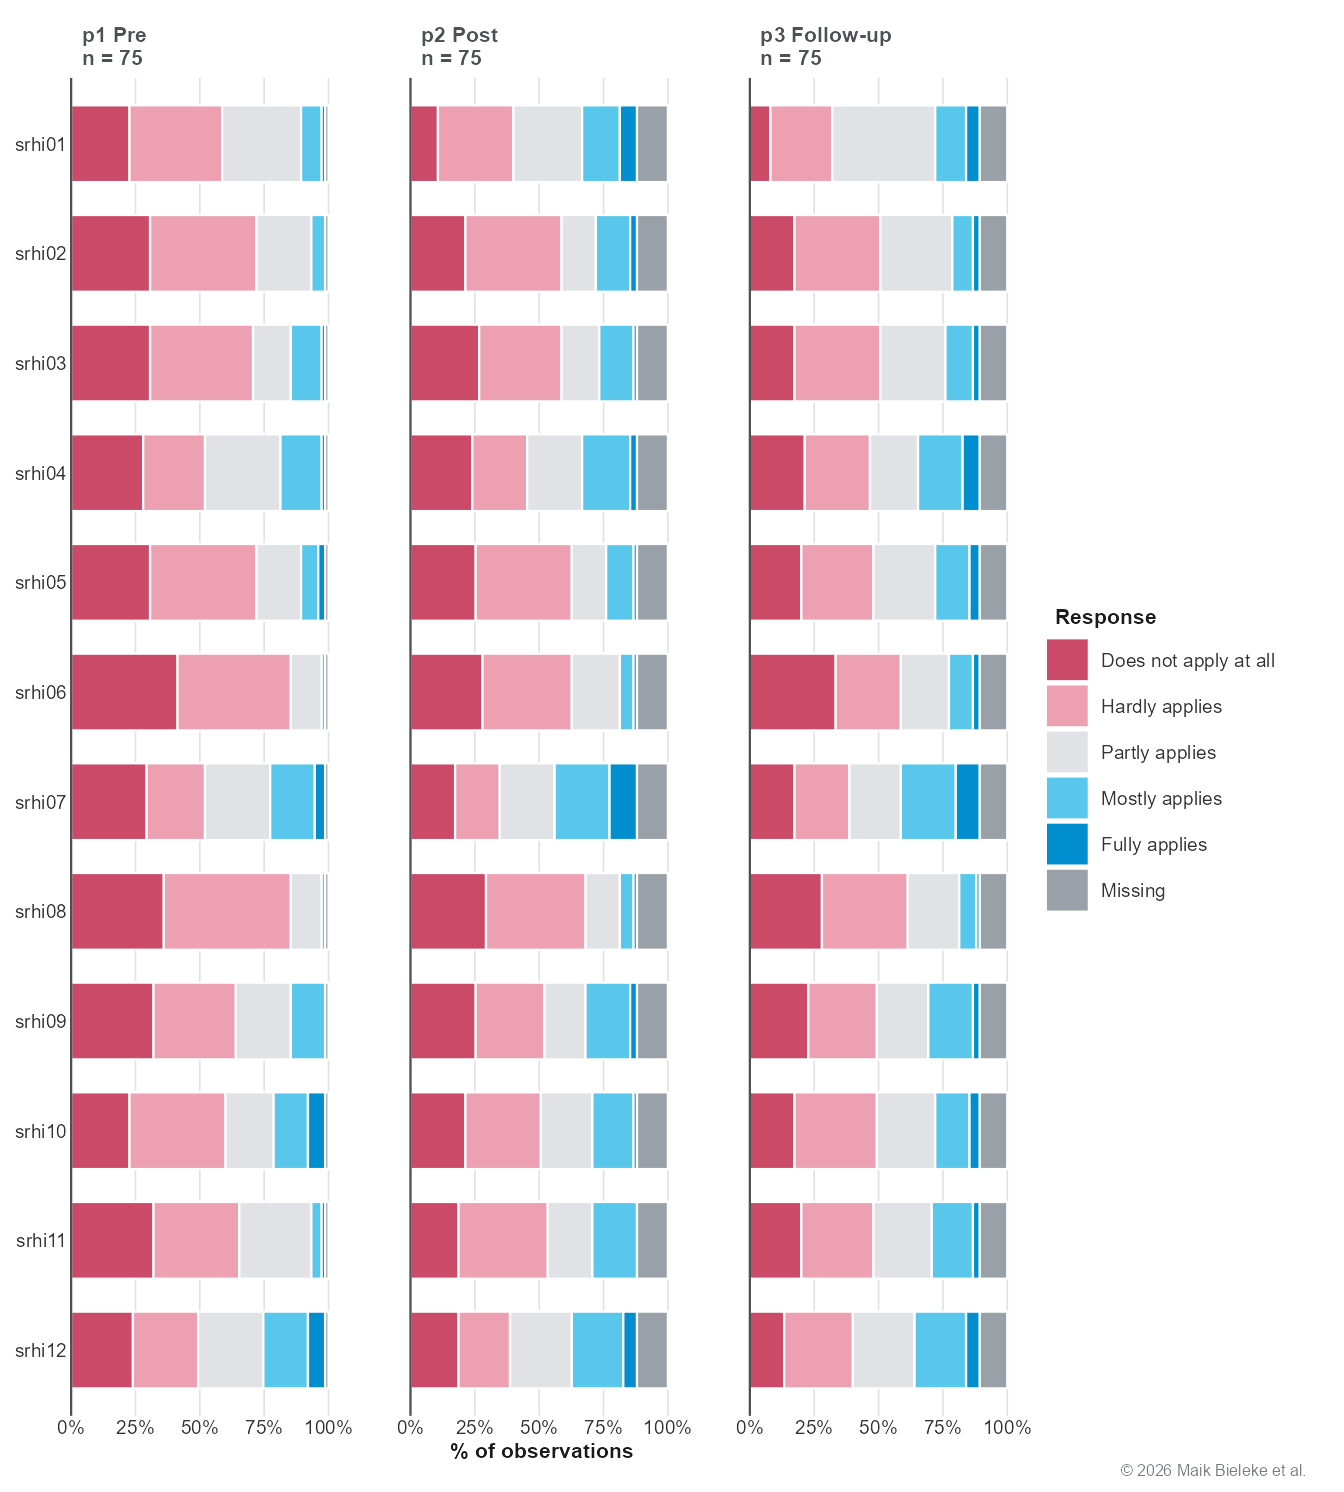 p1 Pre
n = 75
p2 Post
n = 75
p3 Follow-up
n = 75
srhi01
srhi02
srhi03
srhi04
srhi05
srhi06
srhi07
srhi08
srhi09
srhi10
srhi11
srhi12
0% 25% 50% 75% 100%
0% 25% 50% 75% 100%
0% 25% 50% 75% 100%
% of observations
Response
Does not apply at all
Hardly applies
Partly applies
Mostly applies
Fully applies
Missing
© 2026 Maik Bieleke et al.